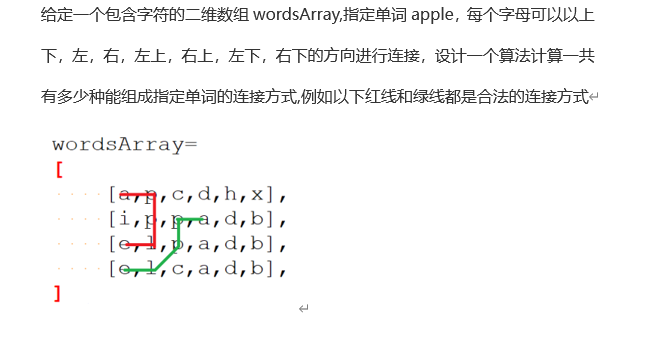 给定一个包含字符的二维数组 wordsArray,指定单词 apple，每个字母可以以上
下，左，右，左上，右上，左下，右下的方向进行连接，设计一个算法计算一共
有多少种能组成指定单词的连接方式,例如以下红线和绿线都是合法的连接方式↵
wordsArray=
[
[a,p,c,d,h,x],
[i,p,p,a,d,b],
[e,l,p,a,d,b],
[e,l,c,a,d,b],
]
↵